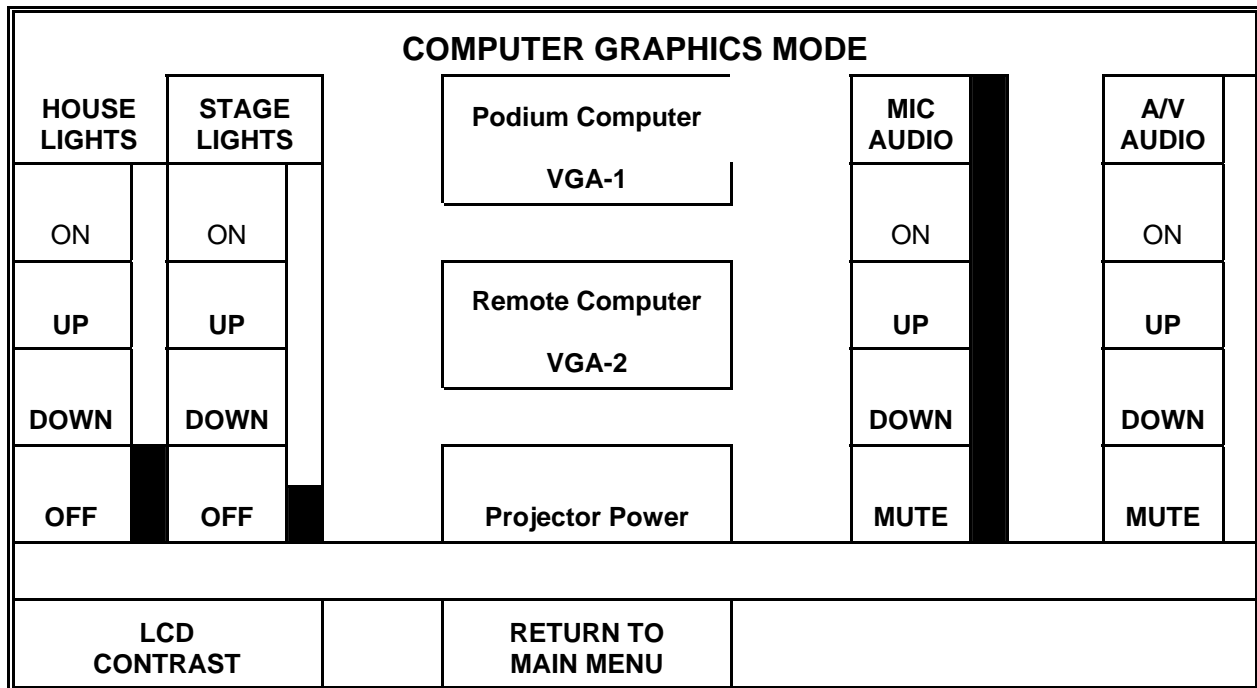 COMPUTER GRAPHICS MODE
HOUSE
LIGHTS
STAGE
LIGHTS
Podium Computer
VGA-1
MIC
AUDIO
A/V
AUDIO
ON
ON
ON
ON
Remote Computer
VGA-2
UP
UP
UP
UP
DOWN
DOWN
DOWN
DOWN
OFF
OFF
Projector Power
MUTE
MUTE
LCD
CONTRAST
RETURN TO
MAIN MENU